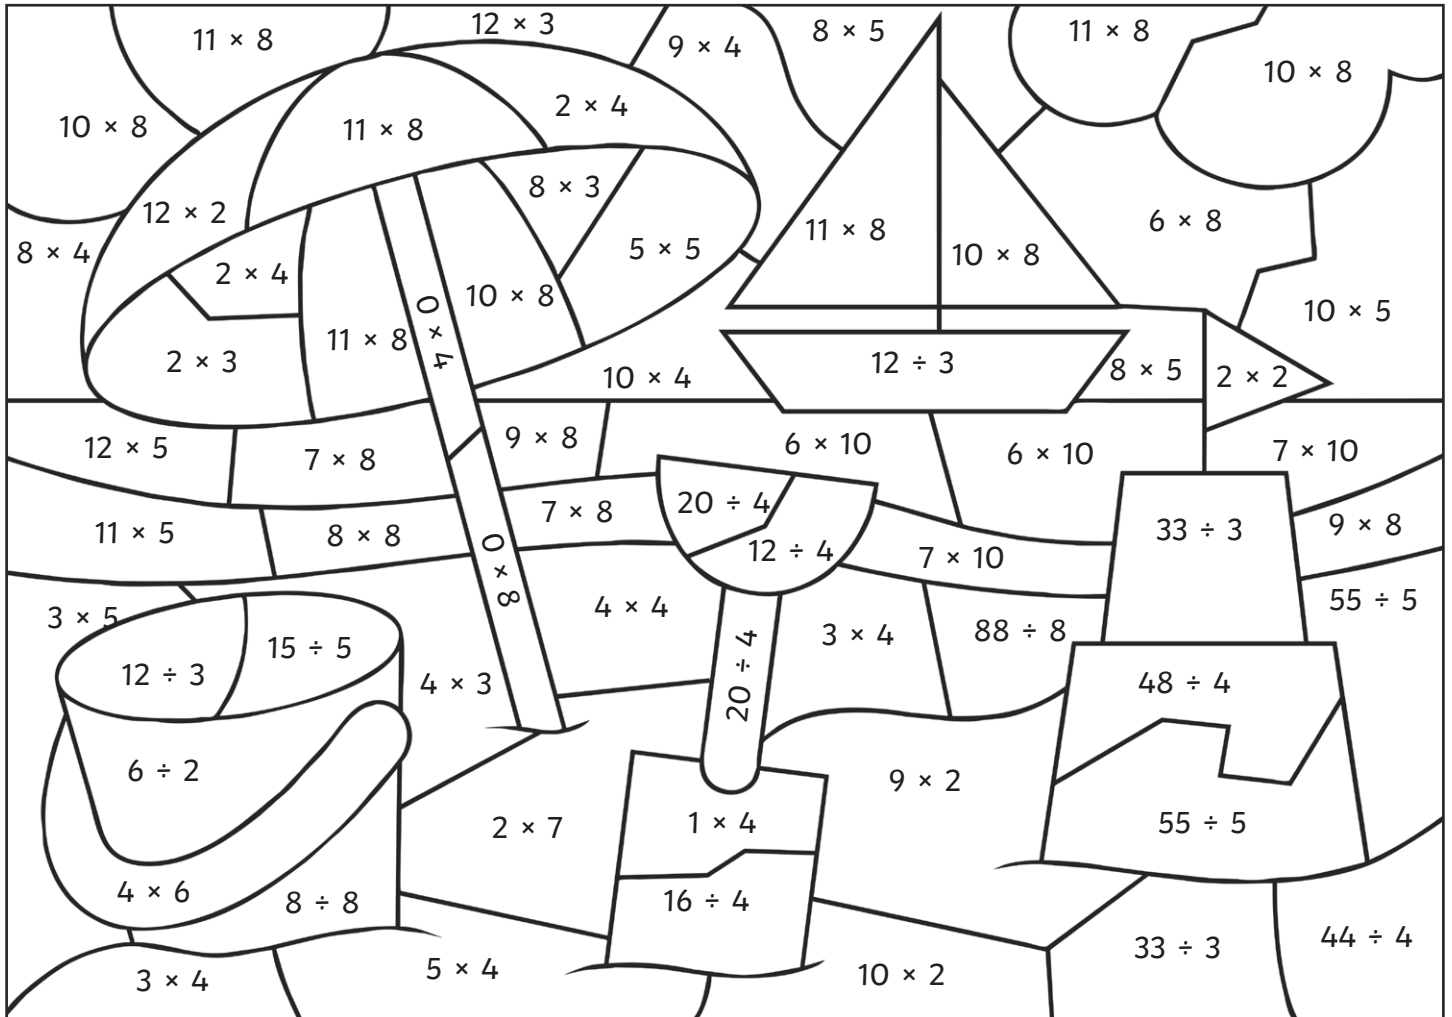 11 × 8
12 × 3
9 × 4
8 × 5
11 × 8
10 × 8
10 × 8
11 × 8
2 × 4
12 × 2
8 × 3
8 × 4
2 × 4
5 × 5
11 × 8
10 × 8
6 × 8
10 × 8
11 × 8
0 × 4
2 × 3
10 × 4
12 ÷ 3
8 × 5
2 × 2
10 × 5
12 × 5
7 × 8
9 × 8
6 × 10
6 × 10
7 × 10
11 × 5
8 × 8
7 × 8
20 ÷ 4
12 ÷ 4
7 × 10
33 ÷ 3
9 × 8
0 × 8
3 × 5
4 × 4
3 × 4
88 ÷ 8
55 ÷ 5
12 ÷ 3
15 ÷ 5
4 × 3
20 ÷ 4
48 ÷ 4
6 ÷ 2
9 × 2
2 × 7
1 × 4
55 ÷ 5
4 × 6
8 ÷ 8
16 ÷ 4
3 × 4
5 × 4
10 × 2
33 ÷ 3
44 ÷ 4